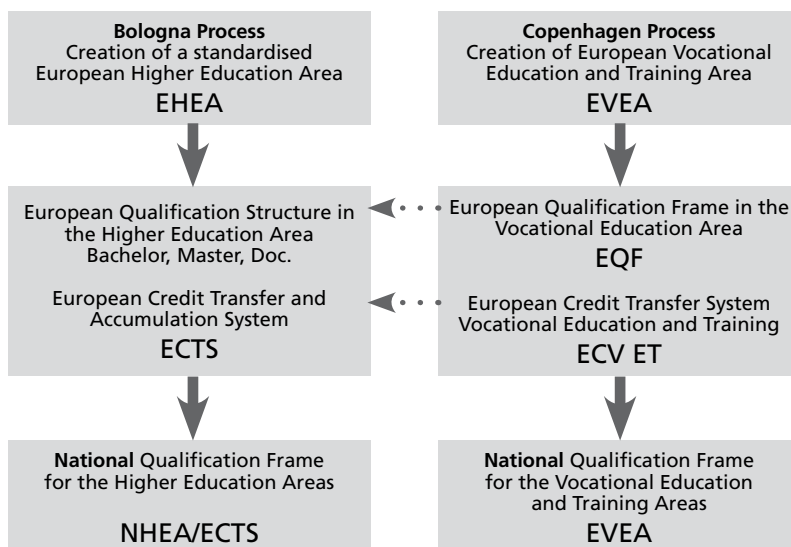 Bologna Process
Creation of a standardised
European Higher Education Area
EHEA
Copenhagen Process
Creation of European Vocational
Education and Training Area
EVEA
European Qualification Structure in
the Higher Education Area
Bachelor, Master, Doc.
European Credit Transfer and
Accumulation System
ECTS
European Qualification Frame in the
Vocational Education Area
EQF
European Credit Transfer System
Vocational Education and Training
ECV ET
National Qualification Frame
for the Higher Education Areas
NHEA/ECTS
National Qualification Frame
for the Vocational Education
and Training Areas
EVEA